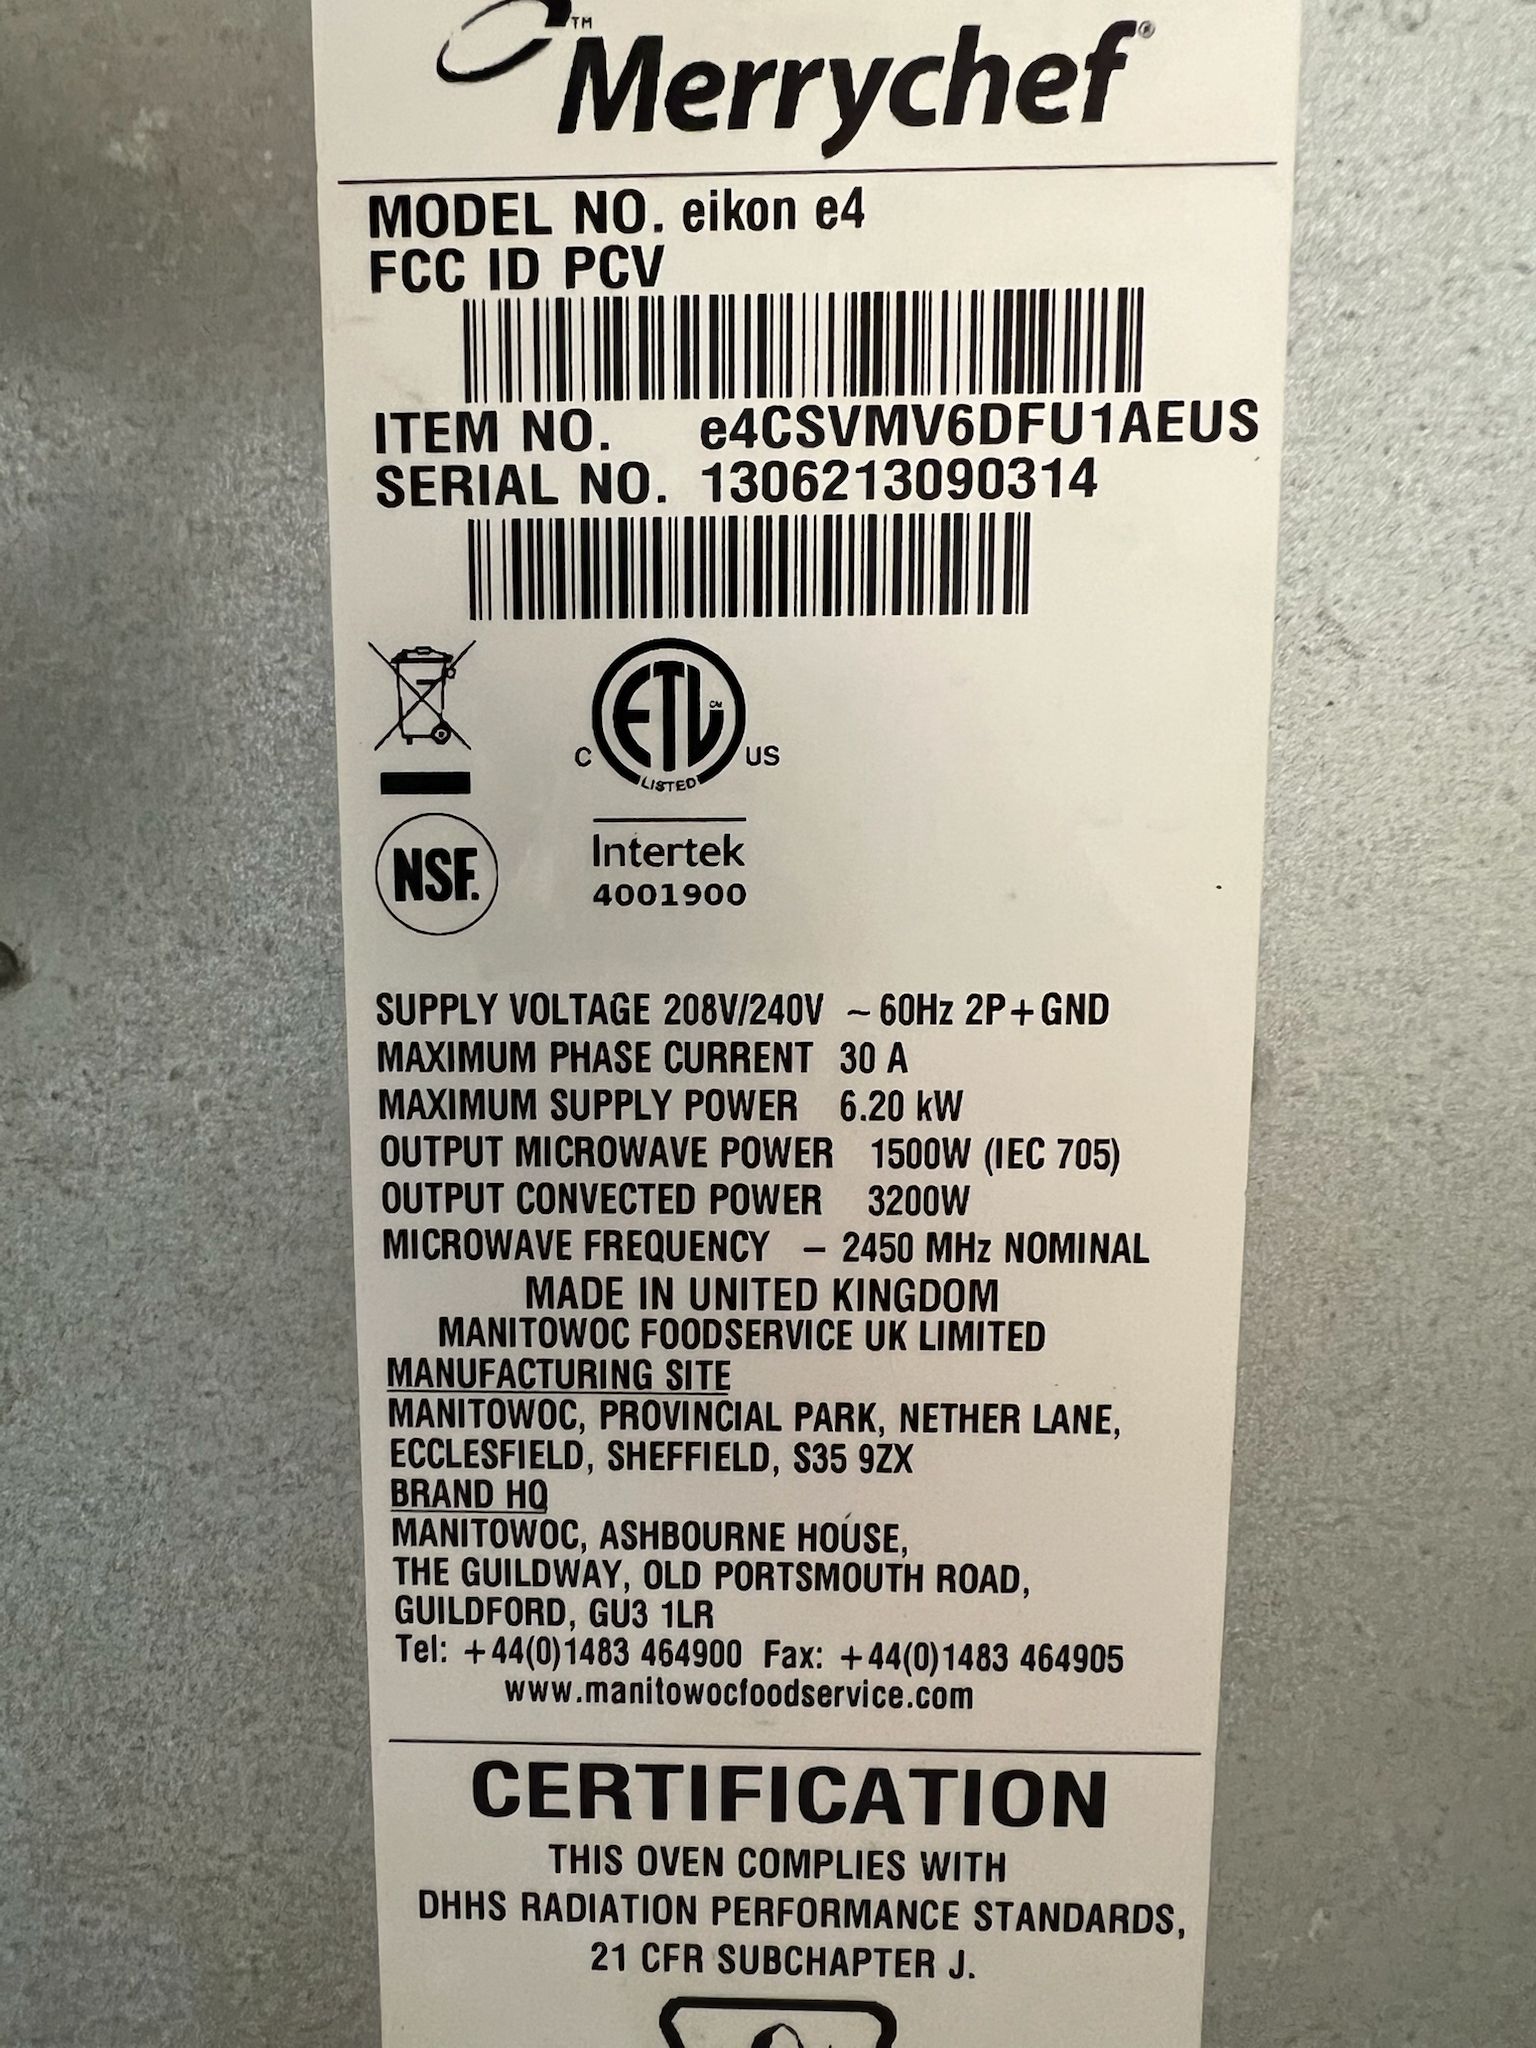 ™Merrychef®
MODEL NO. eikon e4
FCC ID PCV
ITEM NO. e4CSVMV6DFU1AEUS
SERIAL NO. 1306213090314
ETL CM
C US
LISTED
Intertek
4001900
NSF.
SUPPLY VOLTAGE 208V/240V ~ 60Hz 2P+GND
MAXIMUM PHASE CURRENT 30 A
MAXIMUM SUPPLY POWER 6.20 kW
OUTPUT MICROWAVE POWER 1500W (IEC 705)
OUTPUT CONVECTED POWER 3200W
MICROWAVE FREQUENCY – 2450 MHz NOMINAL
MADE IN UNITED KINGDOM
MANITOWOC FOODSERVICE UK LIMITED
MANUFACTURING SITE
MANITOWOC, PROVINCIAL PARK, NETHER LANE,
ECCLESFIELD, SHEFFIELD, S35 9ZX
BRAND HQ
MANITOWOC, ASHBOURNE HOUSE,
THE GUILDWAY, OLD PORTSMOUTH ROAD,
GUILDFORD, GU3 1LR
Tel: +44(0)1483 464900 Fax: +44(0)1483 464905
www.manitowocfoodservice.com
CERTIFICATION
THIS OVEN COMPLIES WITH
DHHS RADIATION PERFORMANCE STANDARDS,
21 CFR SUBCHAPTER J.